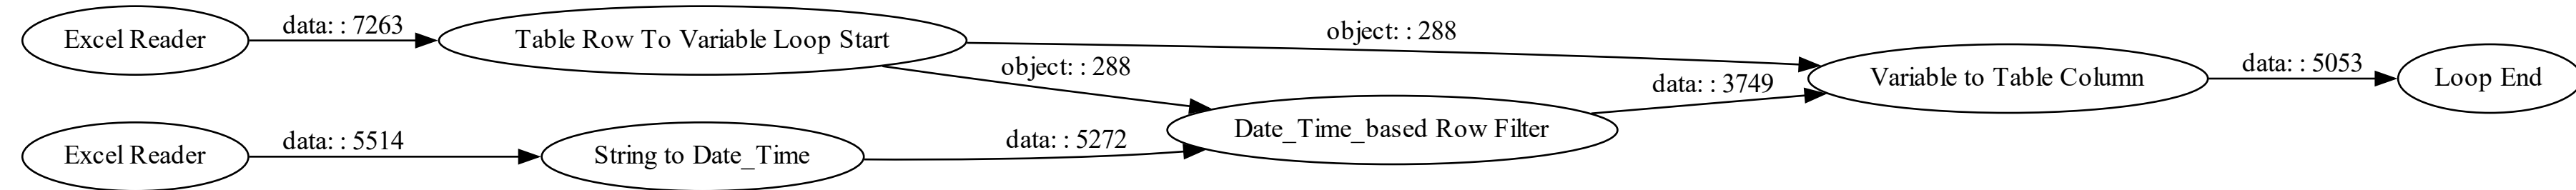 Excel Reader
data: : 7263
Table Row To Variable Loop Start
object: : 288
object: : 288
data: : 3749
Variable to Table Column
data: : 5053
Loop End
Excel Reader
data: : 5514
String to Date_Time
data: : 5272
Date_Time_based Row Filter